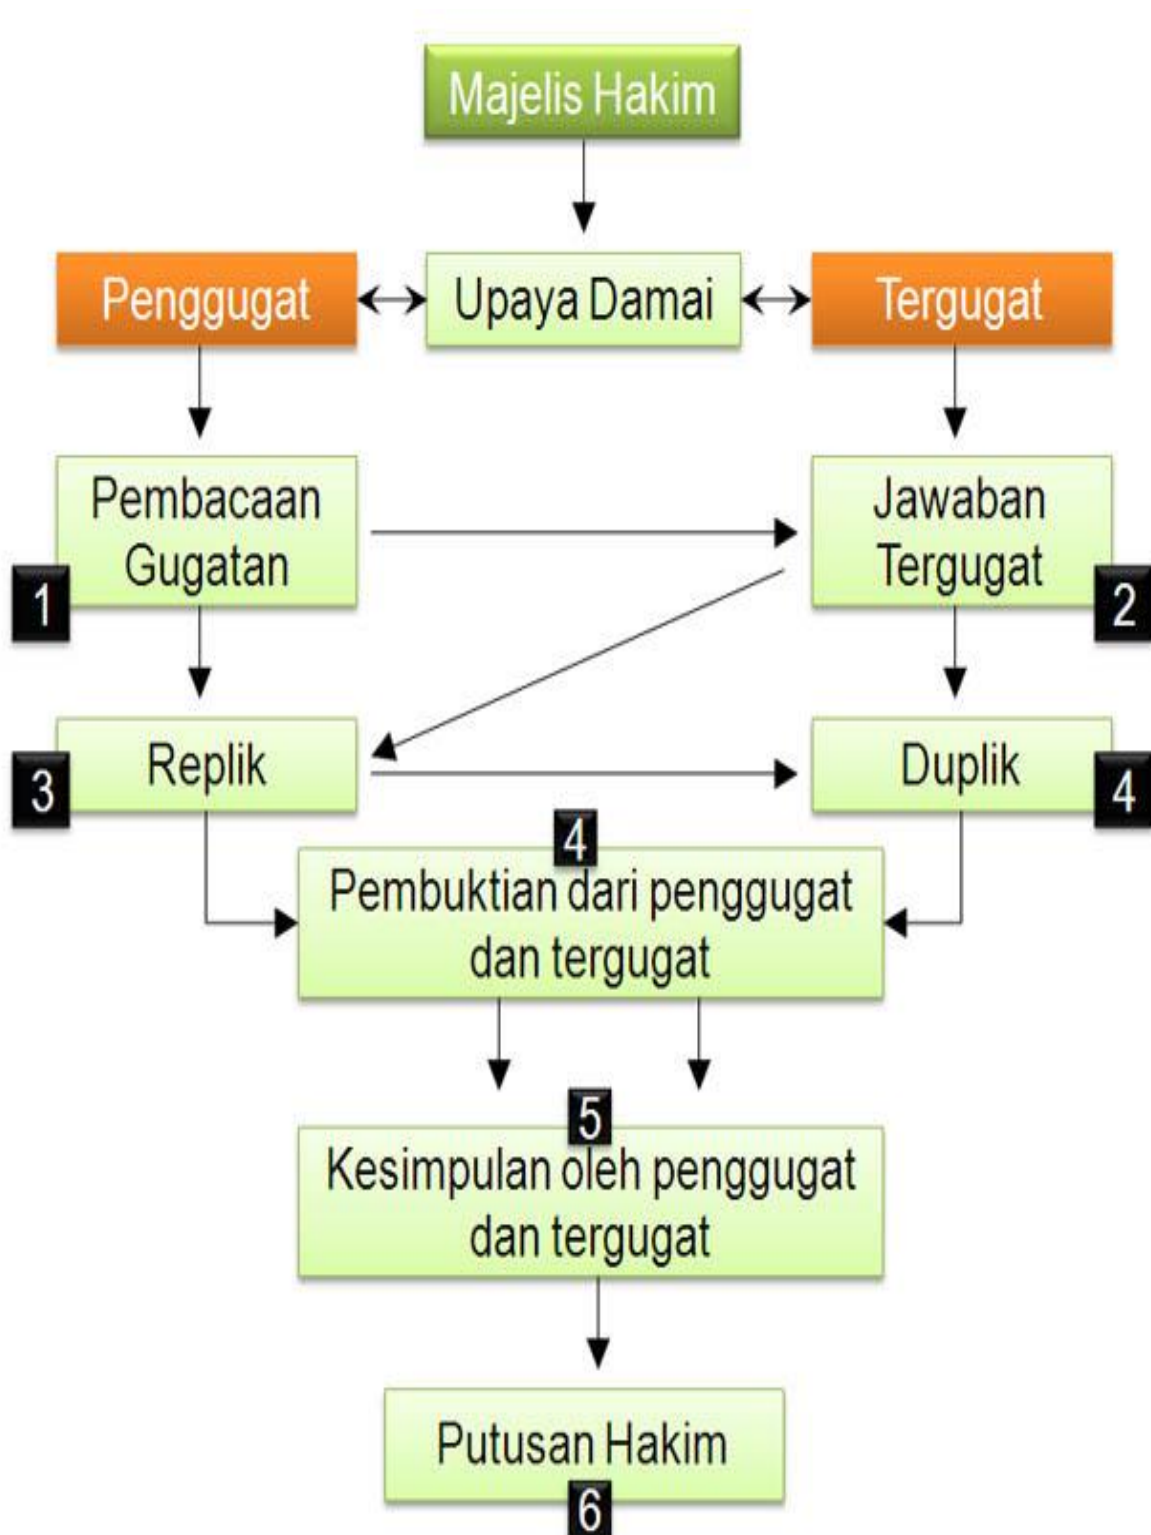 Majelis Hakim
Penggugat
Upaya Damai
Tergugat
Pembacaan
Gugatan
1
Jawaban
Tergugat
2
Replik
3
Duplik
4
4
Pembuktian dari penggugat
dan tergugat
5
Kesimpulan oleh penggugat
dan tergugat
Putusan Hakim
6